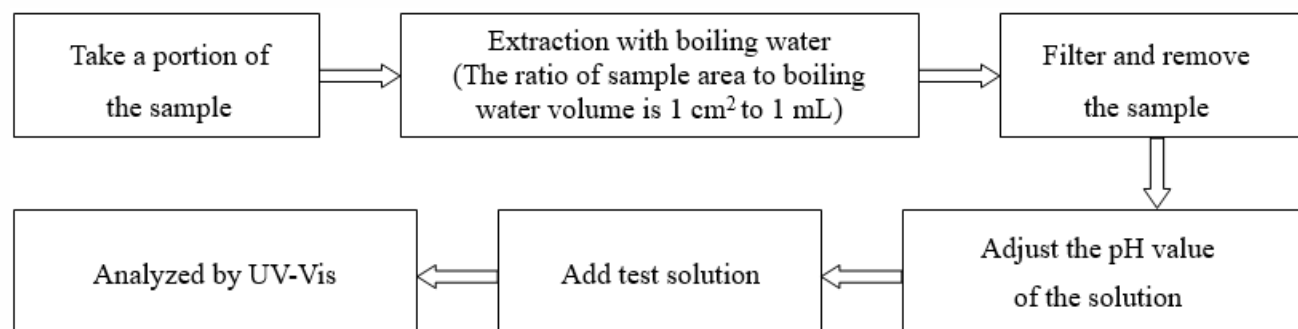 Take a portion of
the sample
Extraction with boiling water
(The ratio of sample area to boiling
water volume is 1 cm² to 1 mL)
Filter and remove
the sample
Adjust the pH value
of the solution
Add test solution
Analyzed by UV-Vis